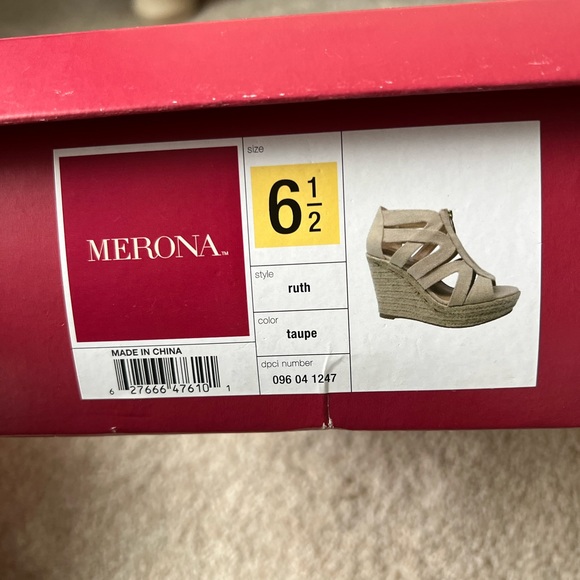 MERONA™
MADE IN CHINA
6 27666 47610 1
size
6 1/2
style
ruth
color
taupe
dpci number
096 04 1247